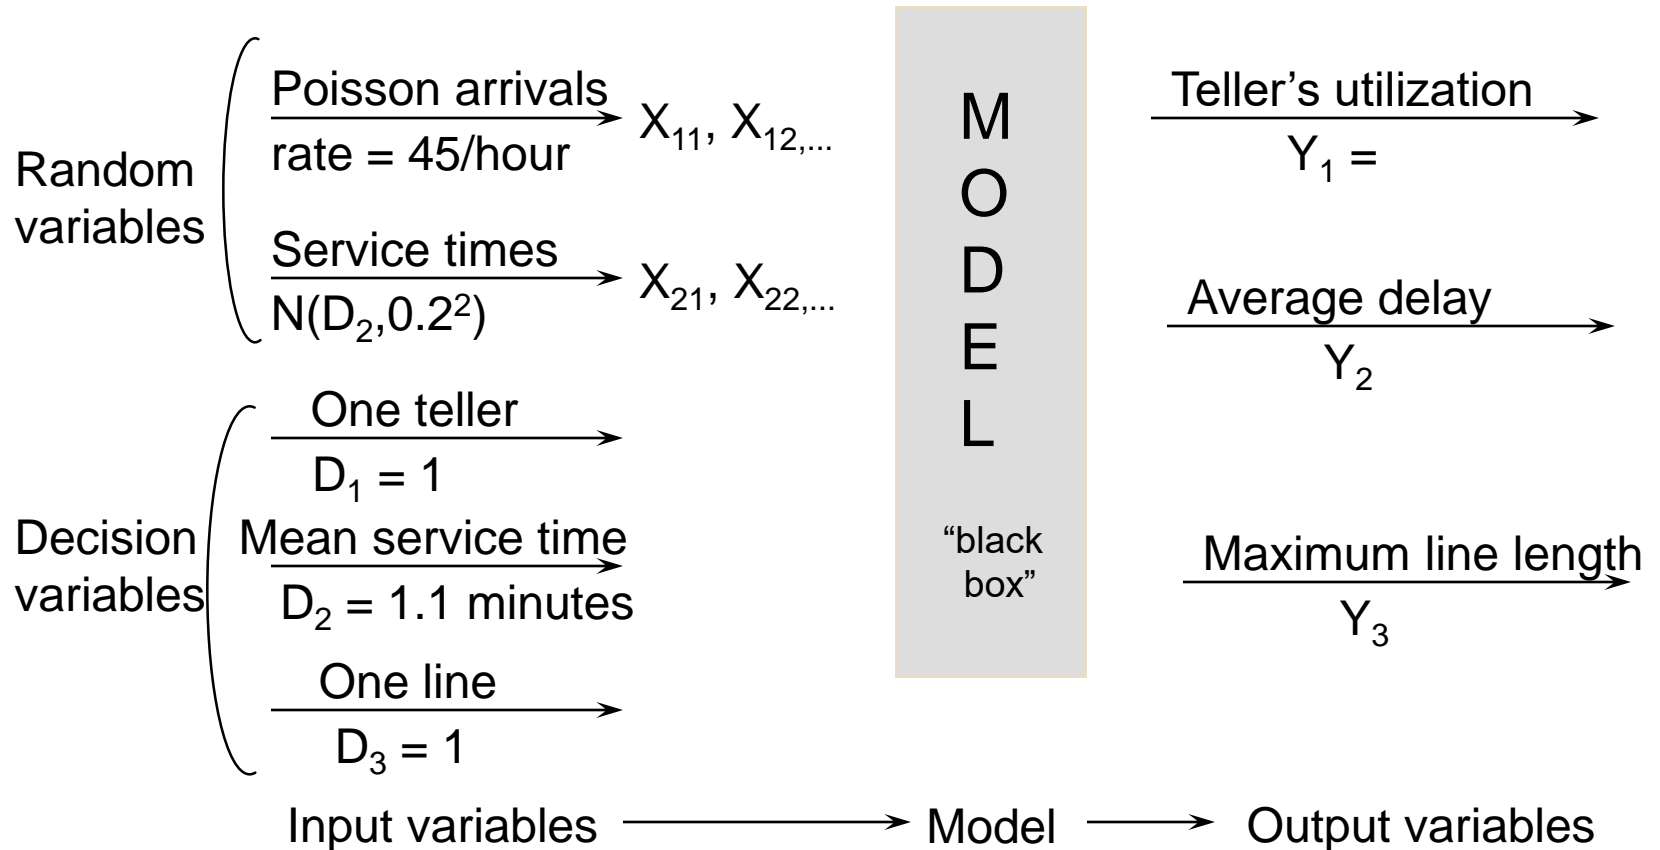 Random
variables
Poisson arrivals
rate = 45/hour
X₁₁, X₁₂,...
Service times
N(D₂,0.2²)
X₂₁, X₂₂,...
Decision
variables
One teller
D₁ = 1
Mean service time
D₂ = 1.1 minutes
One line
D₃ = 1
M
O
D
E
L
“black
box”
Teller’s utilization
Y₁ =
Average delay
Y₂
Maximum line length
Y₃
Input variables
Model
Output variables